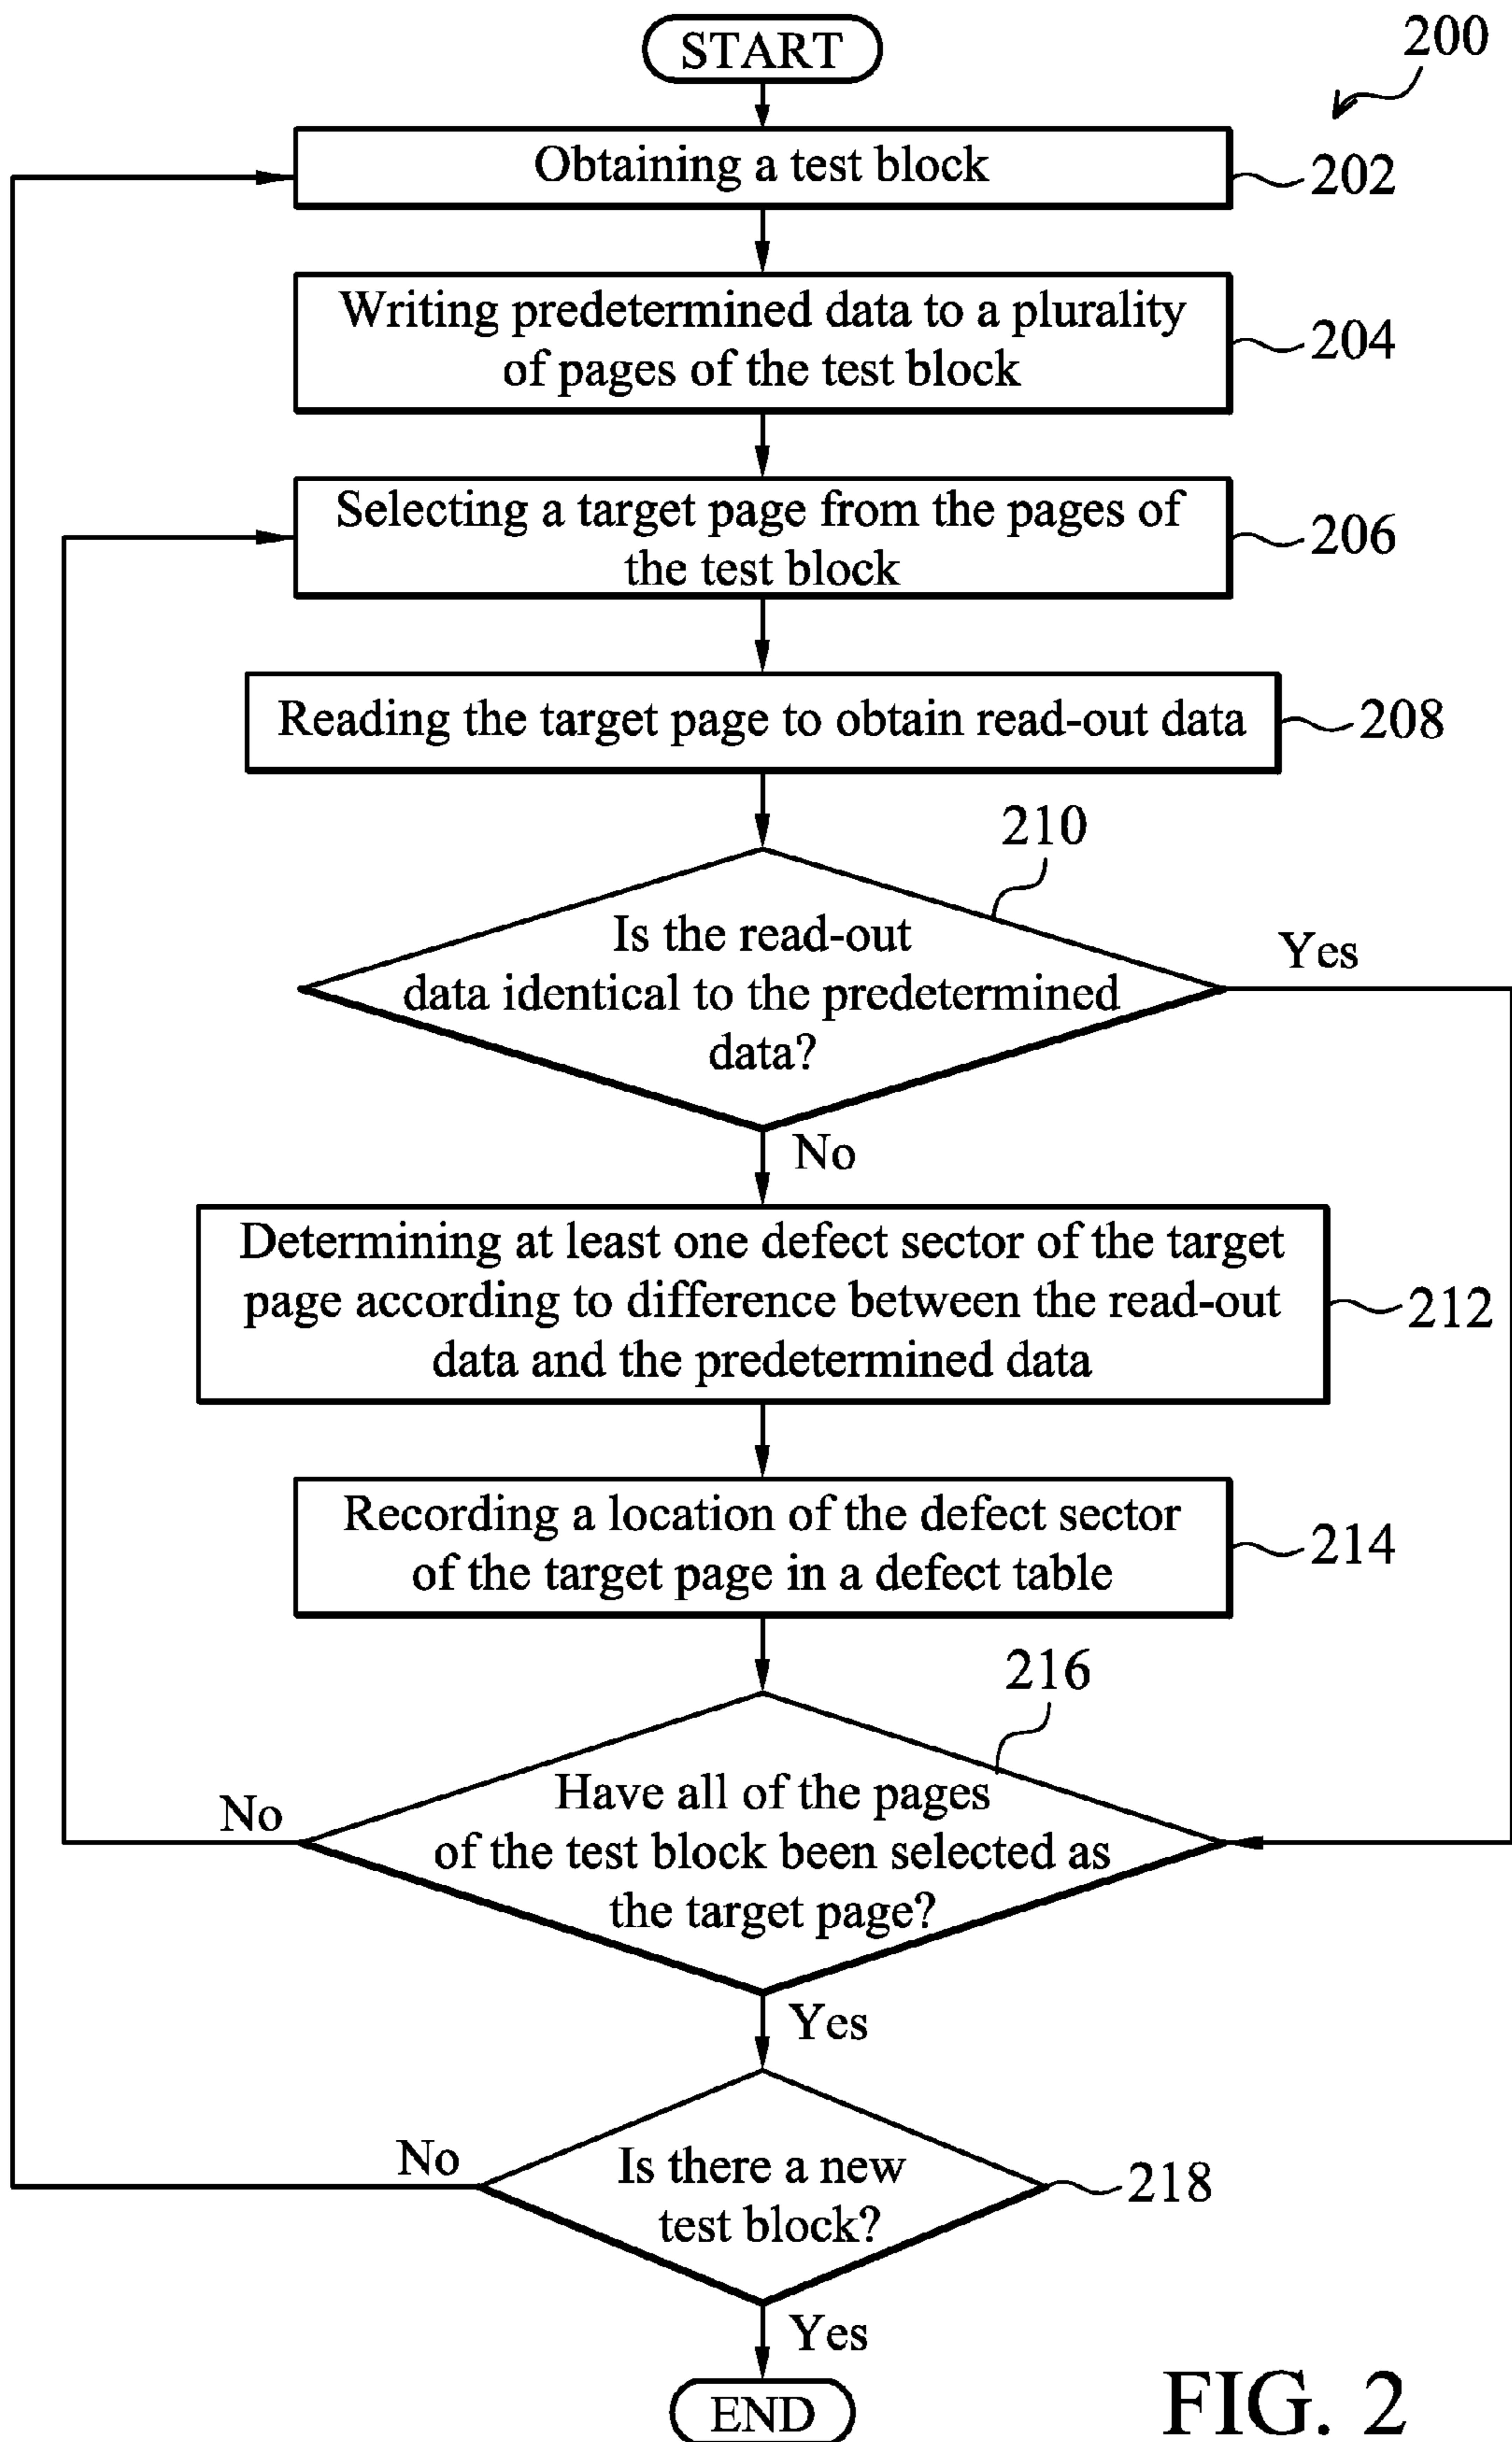 START
200
Obtaining a test block
202
Writing predetermined data to a plurality
of pages of the test block
204
Selecting a target page from the pages of
the test block
206
Reading the target page to obtain read-out data
208
210
Is the read-out
data identical to the predetermined
data?
Yes
No
Determining at least one defect sector of the target
page according to difference between the read-out
data and the predetermined data
212
Recording a location of the defect sector
of the target page in a defect table
214
216
Have all of the pages
of the test block been selected as
the target page?
No
Yes
Is there a new
test block?
No
218
Yes
END
FIG. 2